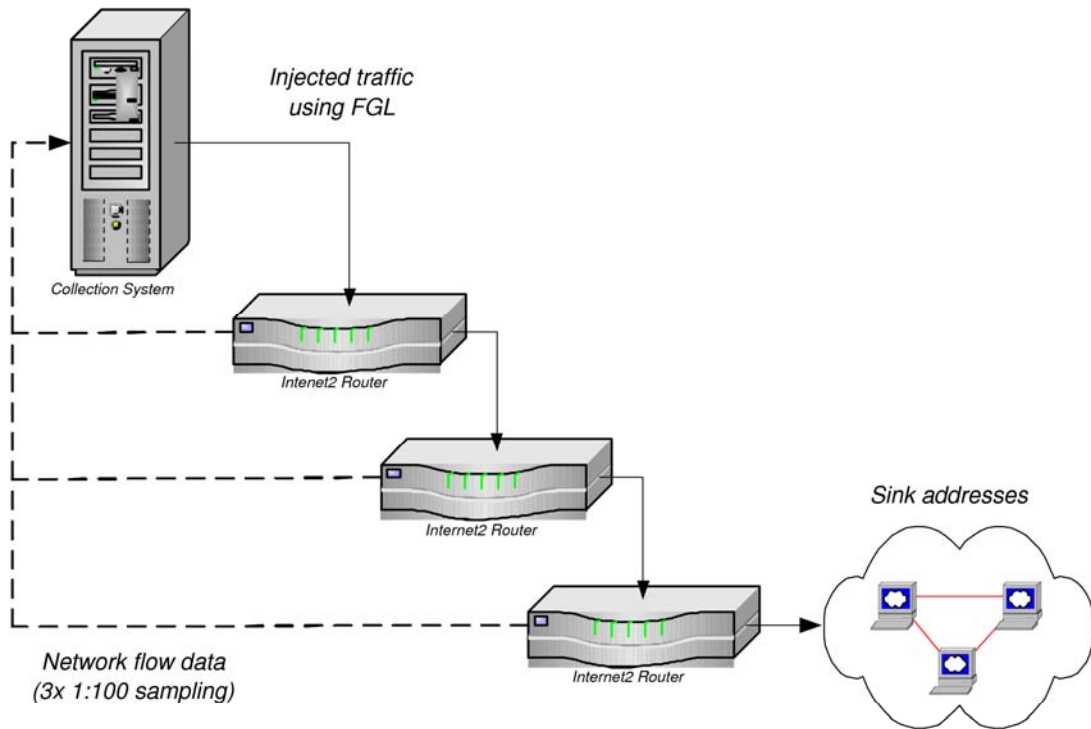 Injected traffic
using FGL
Collection System
Intenet2 Router
Internet2 Router
Sink addresses
Internet2 Router
Network flow data
(3x 1:100 sampling)